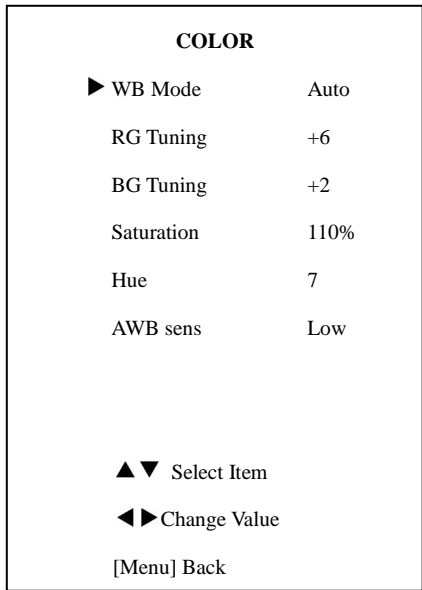 COLOR
▶ WB Mode Auto
RG Tuning +6
BG Tuning +2
Saturation 110%
Hue 7
AWB sens Low
▲▼ Select Item
◀▶Change Value
[Menu] Back